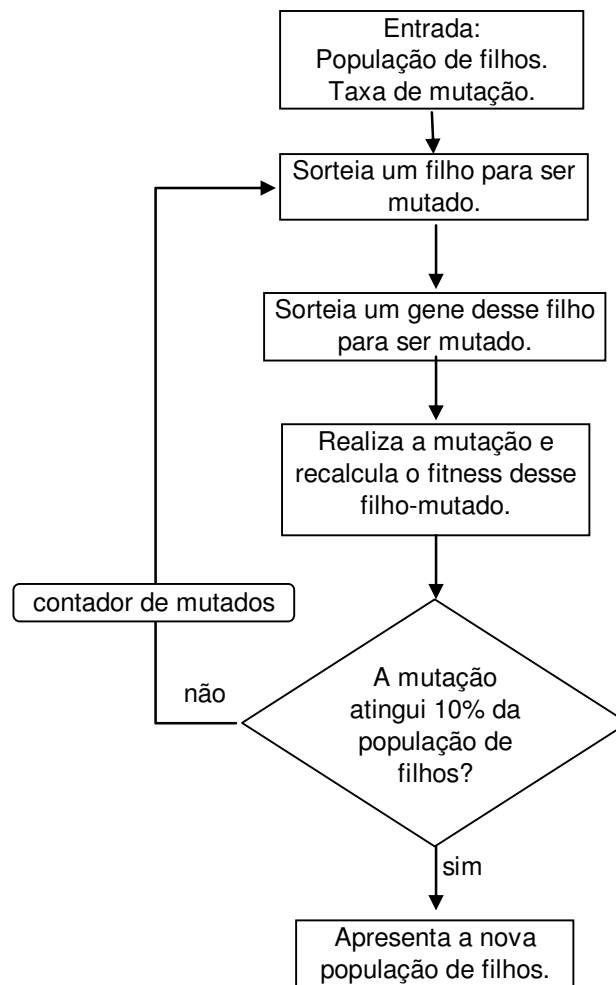 Entrada:
População de filhos.
Taxa de mutação.
Sorteia um filho para ser
mutado.
Sorteia um gene desse filho
para ser mutado.
Realiza a mutação e
recalcula o fitness desse
filho-mutado.
contador de mutados
não
A mutação
atingui 10% da
população de
filhos?
sim
Apresenta a nova
população de filhos.